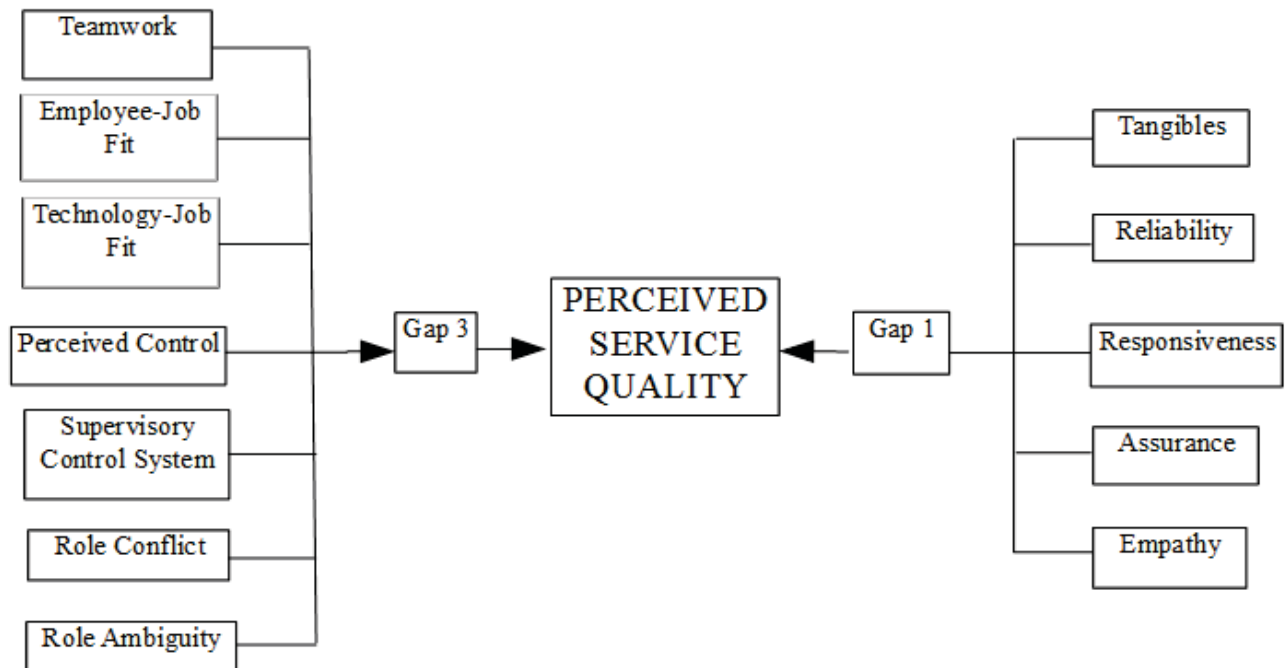 Teamwork
Employee-Job
Fit
Technology-Job
Fit
Perceived Control
Supervisory
Control System
Role Conflict
Role Ambiguity
Gap 3
PERCEIVED
SERVICE
QUALITY
Gap 1
Tangibles
Reliability
Responsiveness
Assurance
Empathy